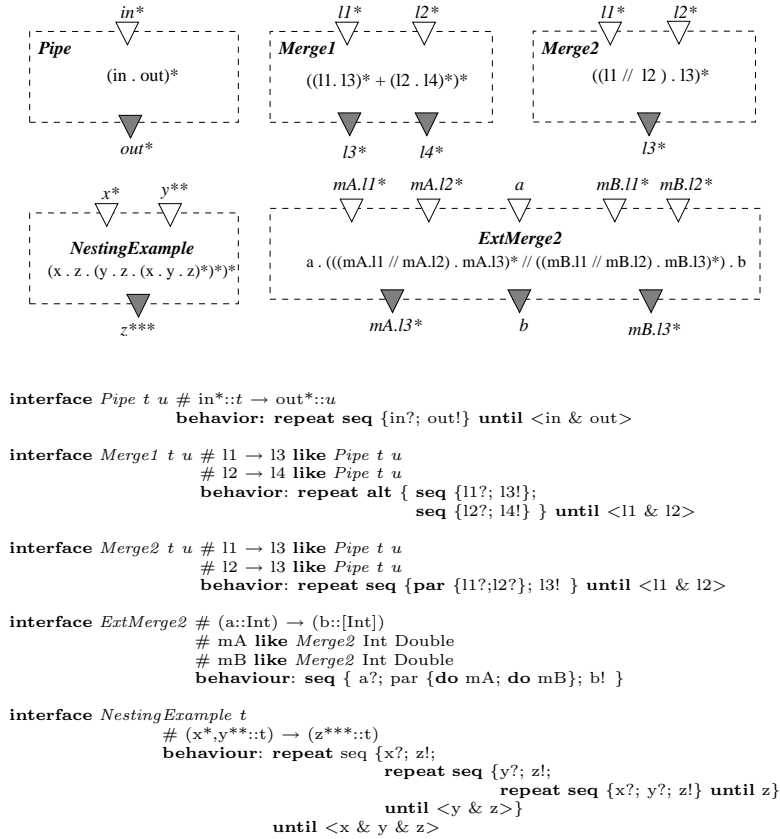 in* l1* l2* l1* l2*
Pipe Merge1 Merge2
(in . out)* ((l1. l3)* + (l2 . l4)*)* ((l1 // l2 ) . l3)*
out* l3* l4* l3*
x* y** mA.l1* mA.l2* a mB.l1* mB.l2*
NestingExample ExtMerge2
(x . z . (y . z . (x . y . z)*)*)* a . (((mA.l1 // mA.l2) . mA.l3)* // ((mB.l1 // mB.l2) . mB.l3)*) . b
z*** mA.l3* b mB.l3*
interface Pipe t u # in*::t → out*::u
behavior: repeat seq {in?; out!} until <in & out>
interface Merge1 t u # l1 → l3 like Pipe t u
# l2 → l4 like Pipe t u
behavior: repeat alt { seq {l1?; l3!};
seq {l2?; l4!} } until <l1 & l2>
interface Merge2 t u # l1 → l3 like Pipe t u
# l2 → l3 like Pipe t u
behavior: repeat seq {par {l1?;l2?}; l3! } until <l1 & l2>
interface ExtMerge2 # (a::Int) → (b::[Int])
# mA like Merge2 Int Double
# mB like Merge2 Int Double
behaviour: seq { a?; par {do mA; do mB}; b! }
interface NestingExample t
# (x*,y**::t) → (z***::t)
behaviour: repeat seq {x?; z!;
repeat seq {y?; z!;
repeat seq {x?; y?; z!} until z}
until <y & z>}
until <x & y & z>